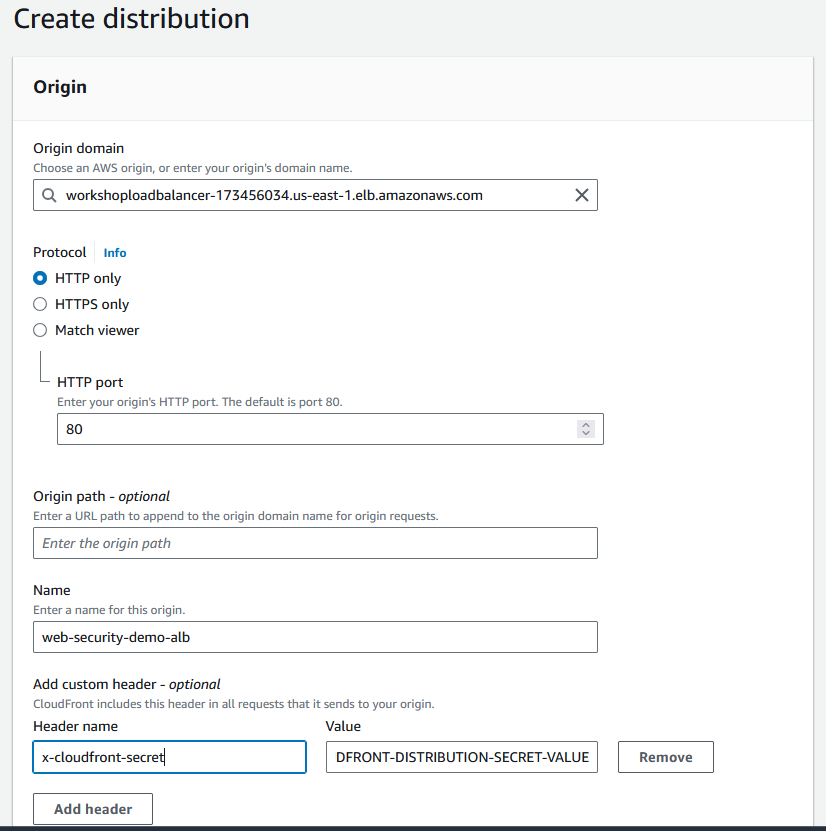 Create distribution
Origin
Origin domain
Choose an AWS origin, or enter your origin's domain name.
workshoploadbalancer-173456034.us-east-1.elb.amazonaws.com
Protocol Info
HTTP only
HTTPS only
Match viewer
HTTP port
Enter your origin's HTTP port. The default is port 80.
80
Origin path - optional
Enter a URL path to append to the origin domain name for origin requests.
Enter the origin path
Name
Enter a name for this origin.
web-security-demo-alb
Add custom header - optional
CloudFront includes this header in all requests that it sends to your origin.
Header name Value
x-cloudfront-secret DFRONT-DISTRIBUTION-SECRET-VALUE Remove
Add header